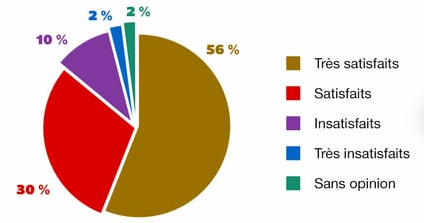 2 %
2 %
10 %
56 %
30 %
Très satisfaits
Satisfaits
Insatisfaits
Très insatisfaits
Sans opinion